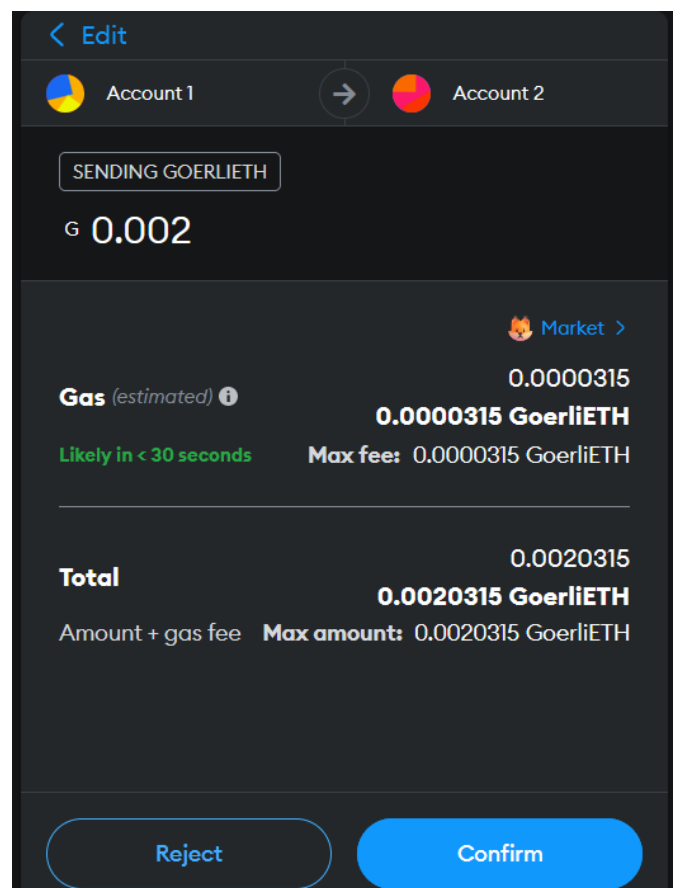 Edit
Account 1
Account 2
SENDING GOERLIETH
G 0.002
Market
0.0000315
Gas (estimated)
0.0000315 GoerliETH
Likely in < 30 seconds Max fee: 0.0000315 GoerliETH
0.0020315
Total
0.0020315 GoerliETH
Amount + gas fee Max amount: 0.0020315 GoerliETH
Reject
Confirm